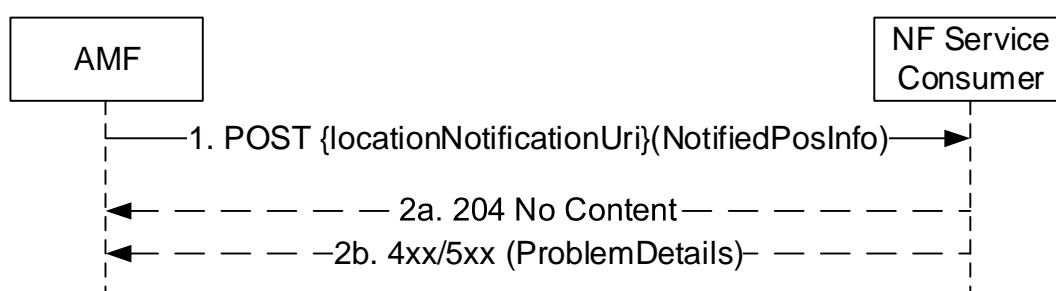 AMF
NF Service
Consumer
1. POST {locationNotificationUri}(NotifiedPosInfo)
2a. 204 No Content
2b. 4xx/5xx (ProblemDetails)